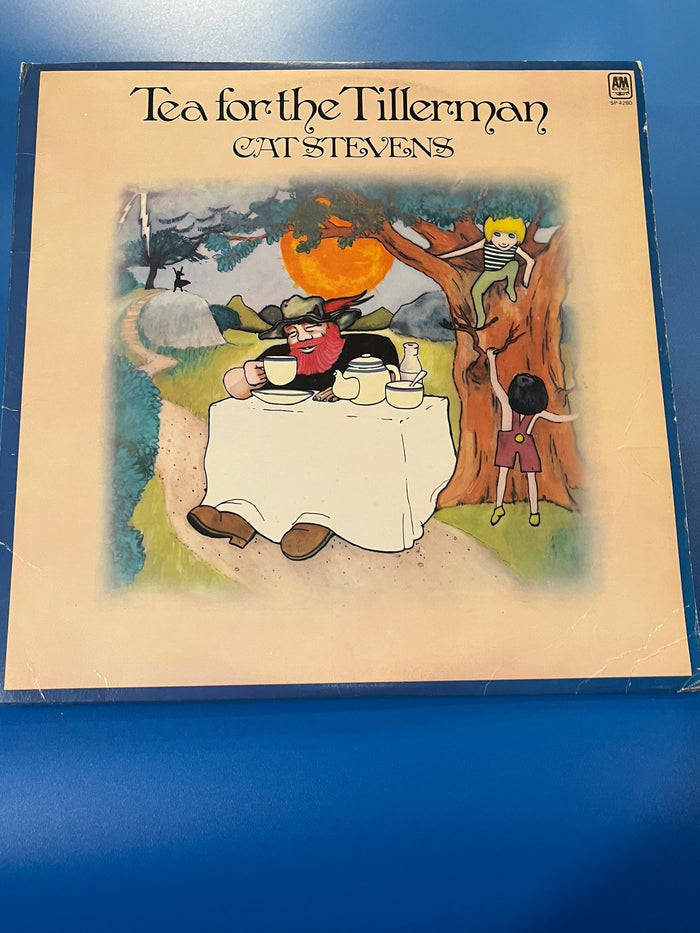 Tea for the Tillerman
CAT STEVENS
A&M
SP 4280